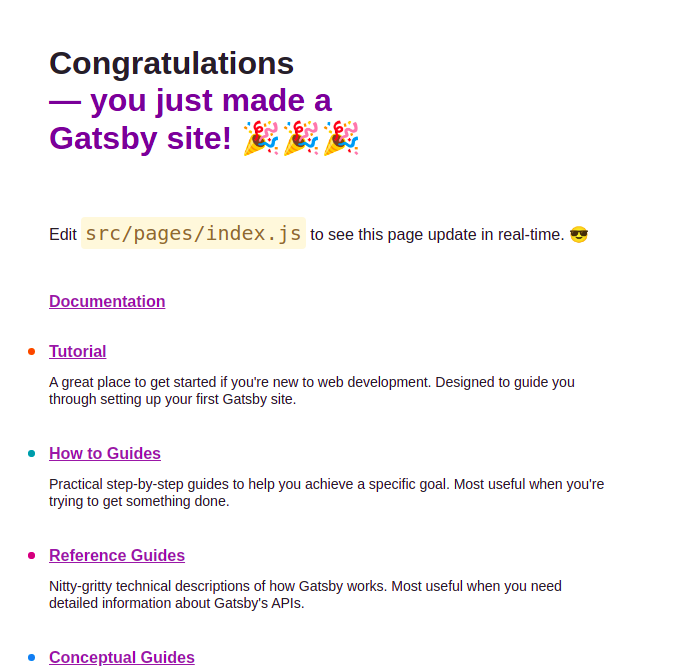 Congratulations
— you just made a
Gatsby site! 🎉🎉🎉
Edit src/pages/index.js to see this page update in real-time. 😎
Documentation
Tutorial
A great place to get started if you're new to web development. Designed to guide you
through setting up your first Gatsby site.
How to Guides
Practical step-by-step guides to help you achieve a specific goal. Most useful when you're
trying to get something done.
Reference Guides
Nitty-gritty technical descriptions of how Gatsby works. Most useful when you need
detailed information about Gatsby's APIs.
Conceptual Guides